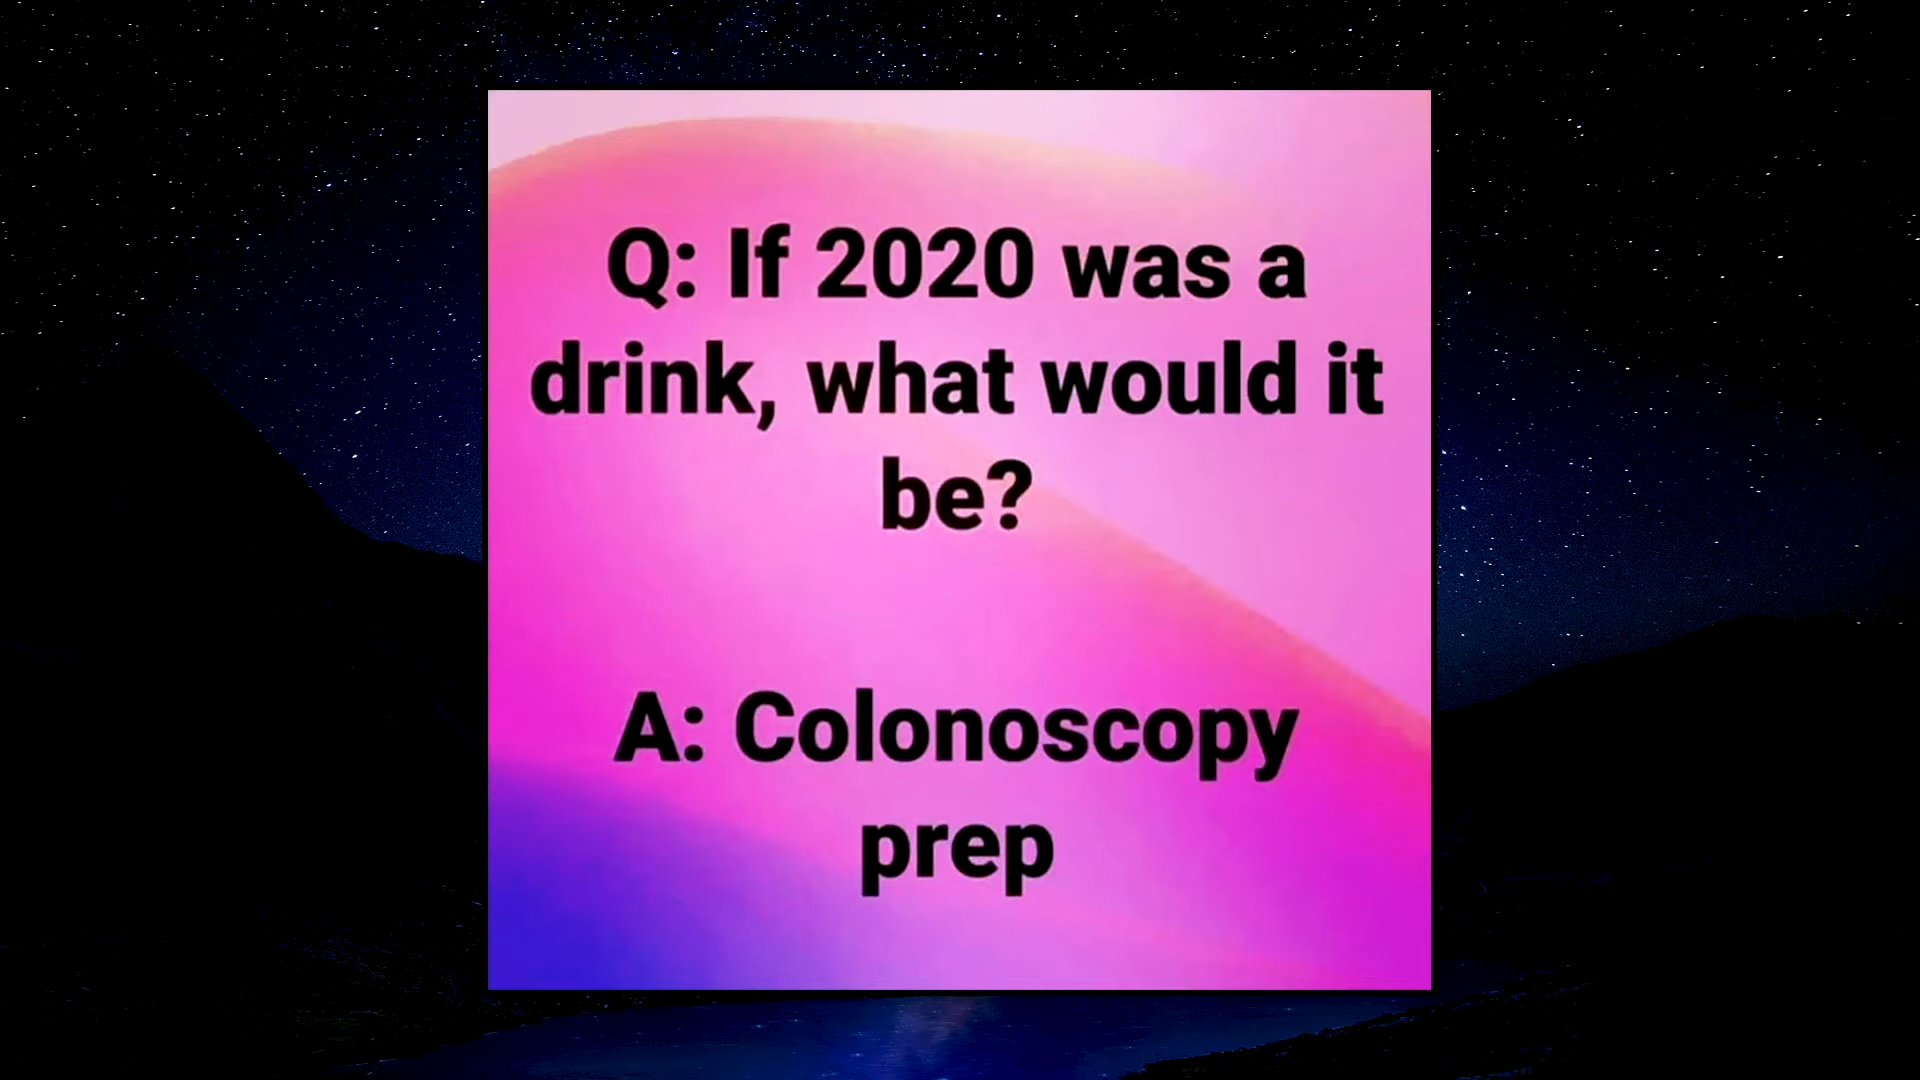 Q: If 2020 was a
drink, what would it
be?
A: Colonoscopy
prep